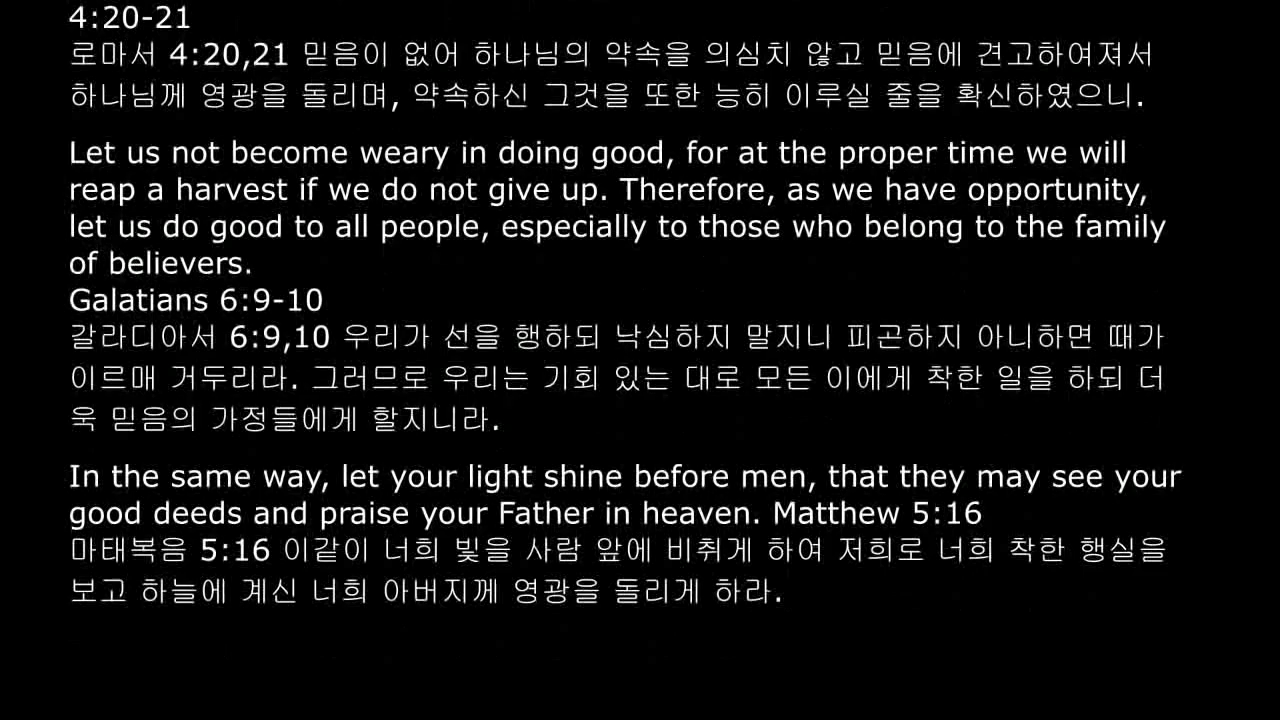 4:20-21
로마서 4:20,21 믿음이 없어 하나님의 약속을 의심치 않고 믿음에 견고하여져서
하나님께 영광을 돌리며, 약속하신 그것을 또한 능히 이루실 줄을 확신하였으니.
Let us not become weary in doing good, for at the proper time we will
reap a harvest if we do not give up. Therefore, as we have opportunity,
let us do good to all people, especially to those who belong to the family
of believers.
Galatians 6:9-10
갈라디아서 6:9,10 우리가 선을 행하되 낙심하지 말지니 피곤하지 아니하면 때가
이르매 거두리라. 그러므로 우리는 기회 있는 대로 모든 이에게 착한 일을 하되 더
욱 믿음의 가정들에게 할지니라.
In the same way, let your light shine before men, that they may see your
good deeds and praise your Father in heaven. Matthew 5:16
마태복음 5:16 이같이 너희 빛을 사람 앞에 비취게 하여 저희로 너희 착한 행실을
보고 하늘에 계신 너희 아버지께 영광을 돌리게 하라.